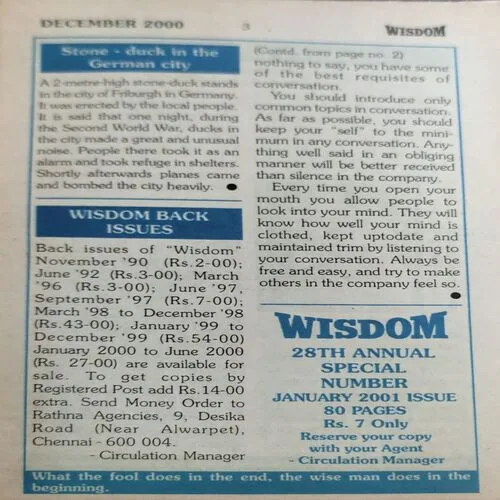 DECEMBER 2000
3
WISDOM
Stone - duck in the
German city
A 2-metre-high stone-duck stands
in the city of Friburgh in Germany.
It was erected by the local people.
It is said that one night, during
the Second World War, ducks in
the city made a great and unusual
noise. People there took it as an
alarm and took refuge in shelters.
Shortly afterwards planes came
and bombed the city heavily. ●
WISDOM BACK
ISSUES
Back issues of "Wisdom"
November '90 (Rs.2-00);
June '92 (Rs.3-00); March
'96 (Rs.3-00); June '97,
September '97 (Rs.7-00);
March '98 to December '98
(Rs.43-00); January '99 to
December '99 (Rs.54-00)
January 2000 to June 2000
(Rs. 27-00) are available for
sale. To get copies by
Registered Post add Rs.14-00
extra. Send Money Order to
Rathna Agencies, 9, Desika
Road (Near Alwarpet),
Chennai - 600 004.
- Circulation Manager
(Contd. from page no. 2)
nothing to say, you have some
of the best requisites of
conversation.
You should introduce only
common topics in conversation.
As far as possible, you should
keep your "self" to the mini-
mum in any conversation. Any-
thing well said in an obliging
manner will be better received
than silence in the company.
Every time you open your
mouth you allow people to
look into your mind. They will
know how well your mind is
clothed, kept uptodate and
maintained trim by listening to
your conversation. Always be
free and easy, and try to make
others in the company feel so.
●
WISDOM
28TH ANNUAL
SPECIAL
NUMBER
JANUARY 2001 ISSUE
80 PAGES
Rs. 7 Only
Reserve your copy
with your Agent
- Circulation Manager
What the fool does in the end, the wise man does in the
beginning.